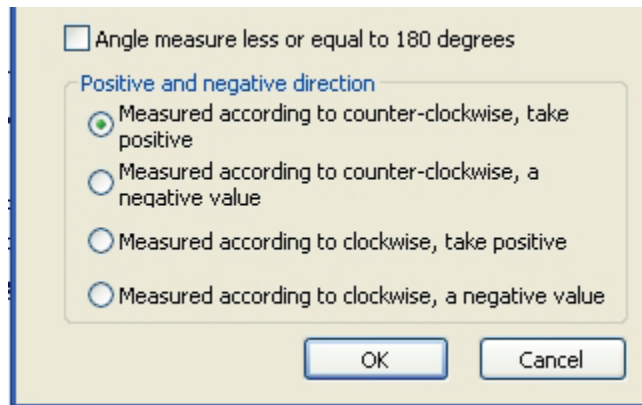 Angle measure less or equal to 180 degrees
Positive and negative direction
Measured according to counter-clockwise, take
positive
Measured according to counter-clockwise, a
negative value
Measured according to clockwise, take positive
Measured according to clockwise, a negative value
OK
Cancel